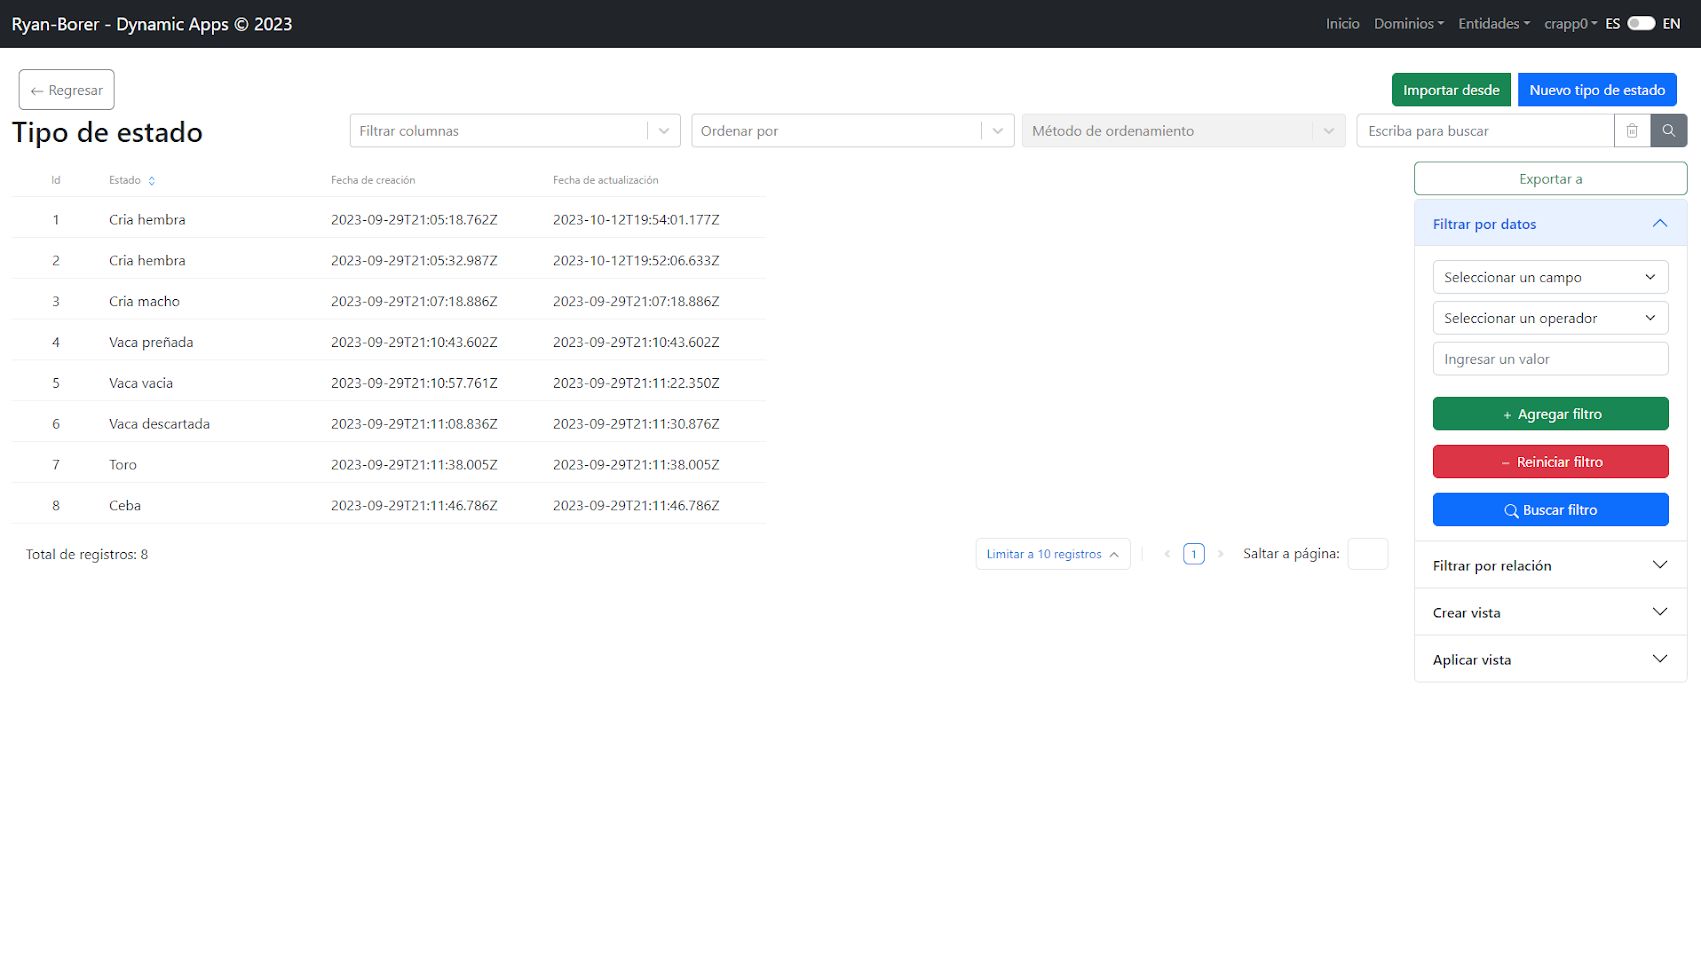 Ryan-Borer - Dynamic Apps © 2023
Inicio Dominios Entidades crapp0 ES EN
← Regresar
Importar desde Nuevo tipo de estado
Tipo de estado Filtrar columnas Ordenar por Método de ordenamiento Escriba para buscar
Id Estado Fecha de creación Fecha de actualización
1 Cria hembra 2023-09-29T21:05:18.762Z 2023-10-12T19:54:01.177Z
2 Cria hembra 2023-09-29T21:05:32.987Z 2023-10-12T19:52:06.633Z
3 Cria macho 2023-09-29T21:07:18.886Z 2023-09-29T21:07:18.886Z
4 Vaca preñada 2023-09-29T21:10:43.602Z 2023-09-29T21:10:43.602Z
5 Vaca vacia 2023-09-29T21:10:57.761Z 2023-09-29T21:11:22.350Z
6 Vaca descartada 2023-09-29T21:11:08.836Z 2023-09-29T21:11:30.876Z
7 Toro 2023-09-29T21:11:38.005Z 2023-09-29T21:11:38.005Z
8 Ceba 2023-09-29T21:11:46.786Z 2023-09-29T21:11:46.786Z
Total de registros: 8
Limitar a 10 registros 1 Saltar a página:
Exportar a
Filtrar por datos
Seleccionar un campo
Seleccionar un operador
Ingresar un valor
+ Agregar filtro
− Reiniciar filtro
Buscar filtro
Filtrar por relación
Crear vista
Aplicar vista